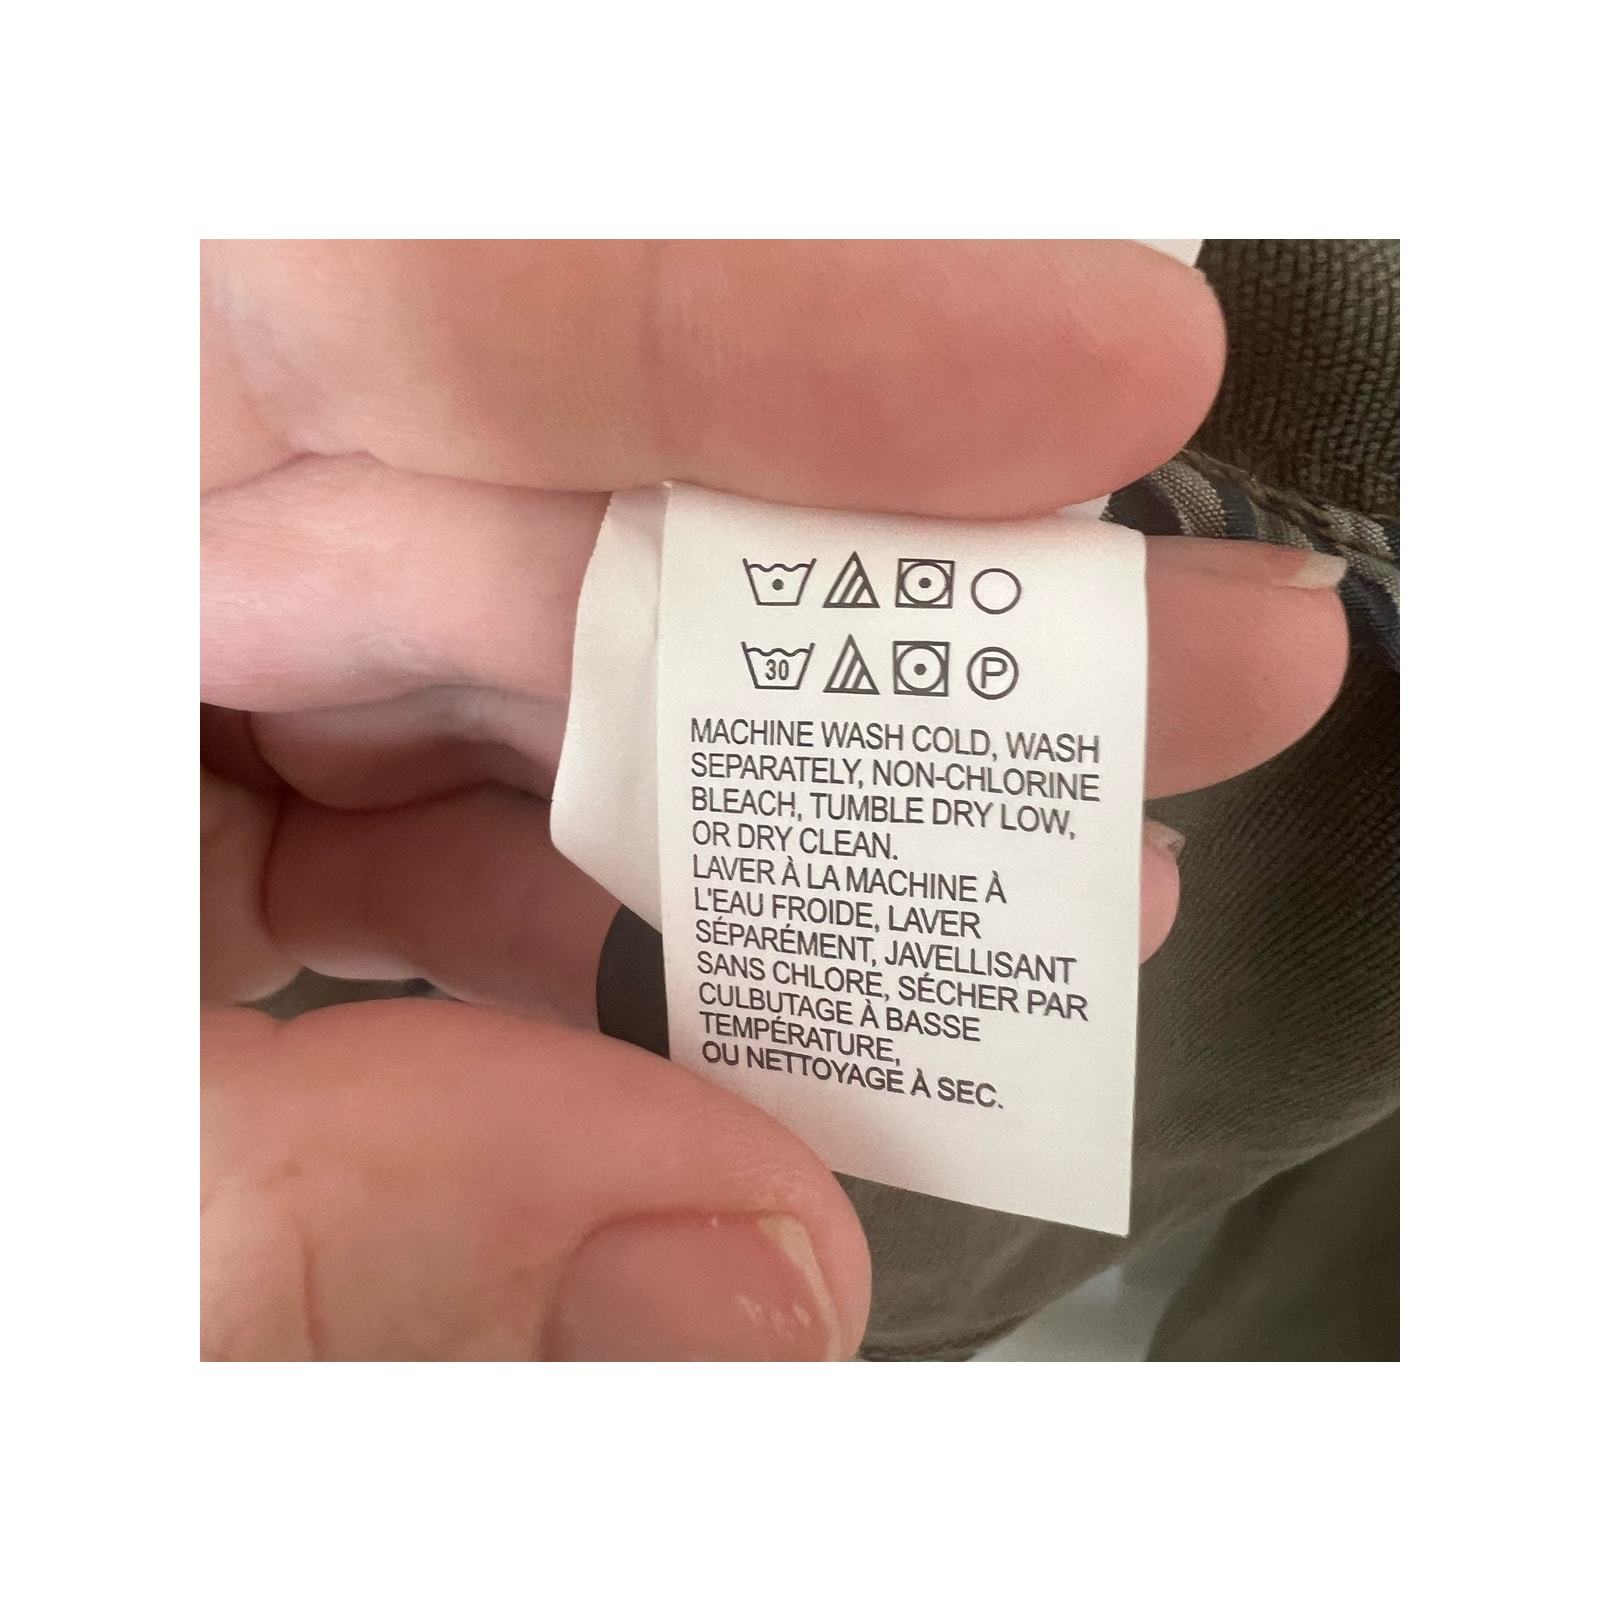 30 P
MACHINE WASH COLD, WASH
SEPARATELY, NON-CHLORINE
BLEACH, TUMBLE DRY LOW,
OR DRY CLEAN.
LAVER À LA MACHINE À
L'EAU FROIDE, LAVER
SÉPARÉMENT, JAVELLISANT
SANS CHLORE, SÉCHER PAR
CULBUTAGE À BASSE
TEMPÉRATURE,
OU NETTOYAGE À SEC.